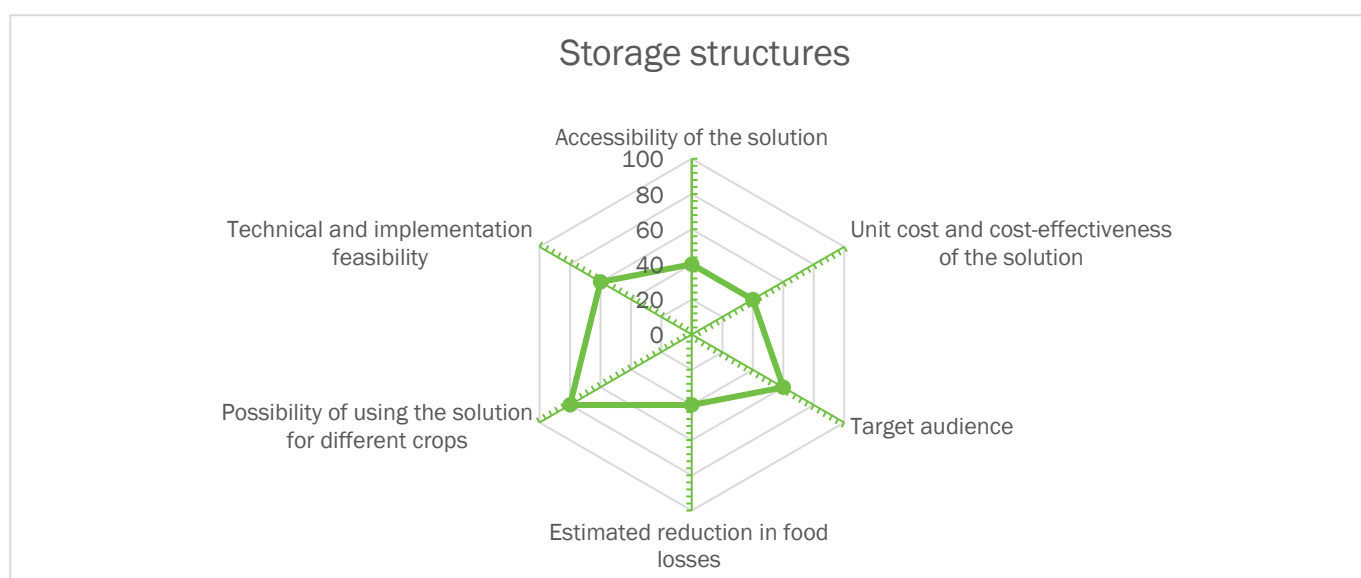 Storage structures
Accessibility of the solution
100
80
60
40
20
0
Unit cost and cost-effectiveness
of the solution
Target audience
Estimated reduction in food
losses
Possibility of using the solution
for different crops
Technical and implementation
feasibility